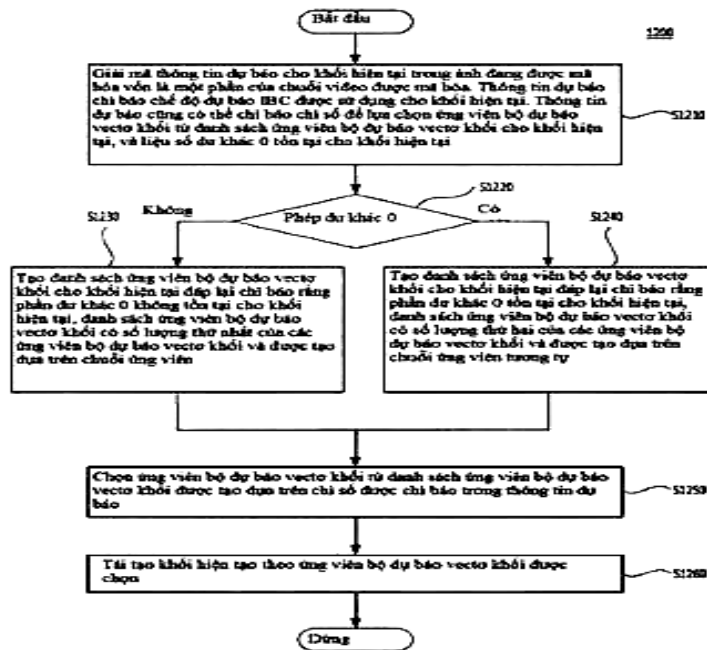 Bắt đầu
1200
Giải mã thông tin dự báo cho khối hiện tại trong ảnh đang được mã
hóa vốn là một phần của chuỗi video được mã hóa. Thông tin dự báo
chỉ báo chế độ dự báo IBC được sử dụng cho khối hiện tại. Thông tin
dự báo cũng có thể chỉ báo chỉ số để lựa chọn ứng viên bộ dự báo
vectơ khối từ danh sách ứng viên bộ dự báo vectơ khối cho khối hiện
tại, và liệu số dư khác 0 tồn tại cho khối hiện tại
S1210
Phép dư khác 0
S1220
Không
Có
S1230
Tạo danh sách ứng viên bộ dự báo vectơ
khối cho khối hiện tại đáp lại chỉ báo rằng
phần dư khác 0 không tồn tại cho khối
hiện tại, danh sách ứng viên bộ dự báo
vectơ khối có số lượng thứ nhất của các
ứng viên bộ dự báo vectơ khối và được tạo
dựa trên chuỗi ứng viên
S1240
Tạo danh sách ứng viên bộ dự báo vectơ
khối cho khối hiện tại đáp lại chỉ báo rằng
phần dư khác 0 tồn tại cho khối hiện tại,
danh sách ứng viên bộ dự báo vectơ khối
có số lượng thứ hai của các ứng viên bộ
dự báo vectơ khối và được tạo dựa trên
chuỗi ứng viên tương tự
Chọn ứng viên bộ dự báo vectơ khối từ danh sách ứng viên bộ dự báo
vectơ khối được tạo dựa trên chỉ số được chỉ báo trong thông tin dự
báo
S1250
Tái tạo khối hiện tạo theo ứng viên bộ dự báo vectơ khối được
chọn
S1260
Dừng